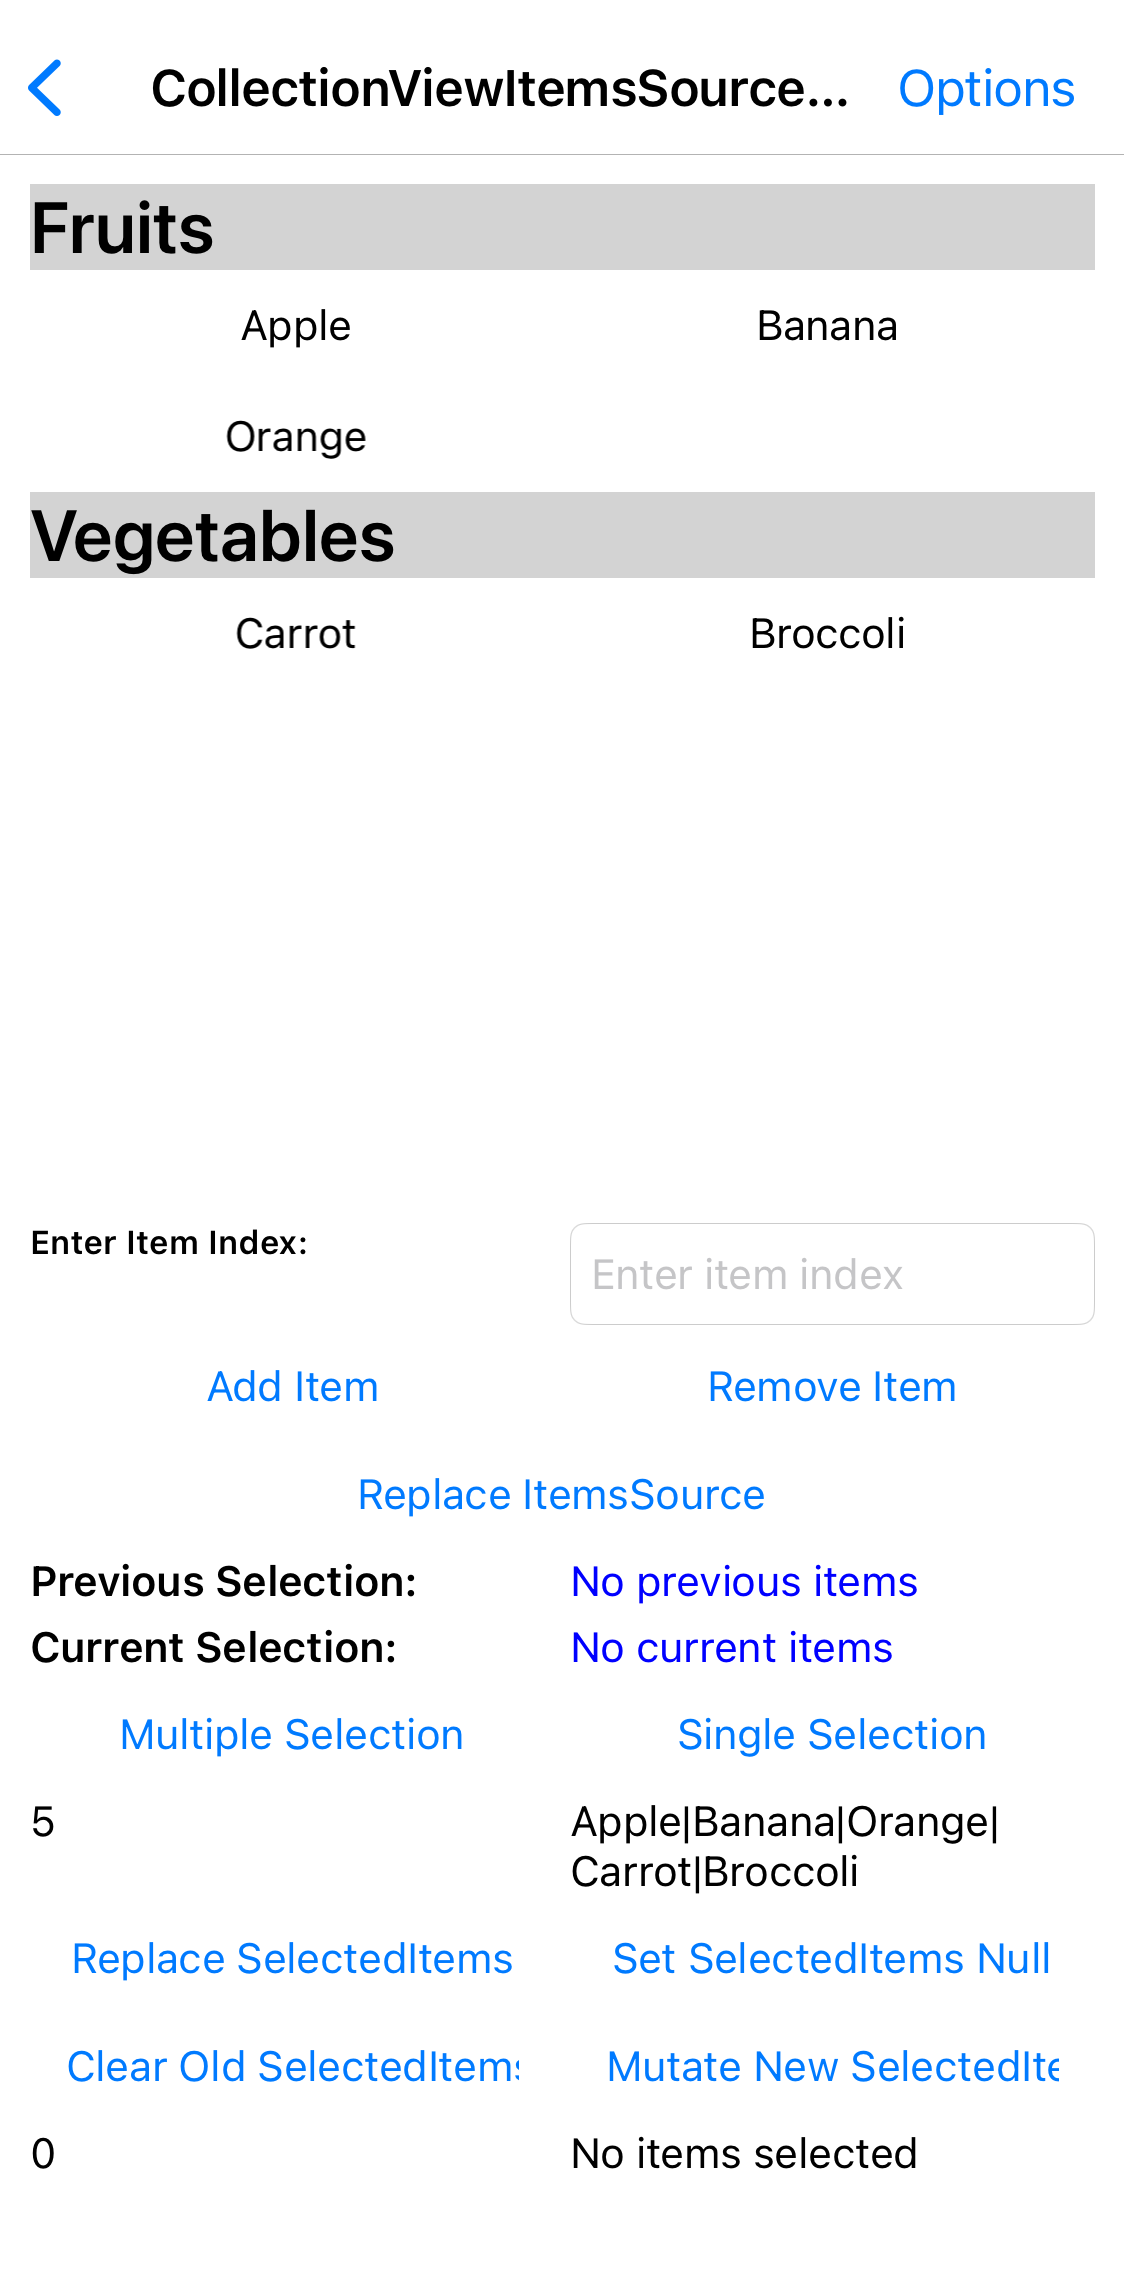 CollectionViewItemsSource...
Options
Fruits
Apple
Banana
Orange
Vegetables
Carrot
Broccoli
Enter Item Index:
Enter item index
Add Item
Remove Item
Replace ItemsSource
Previous Selection:
No previous items
Current Selection:
No current items
Multiple Selection
Single Selection
5
Apple|Banana|Orange|
Carrot|Broccoli
Replace SelectedItems
Set SelectedItems Null
Clear Old SelectedItems
Mutate New SelectedIte
0
No items selected